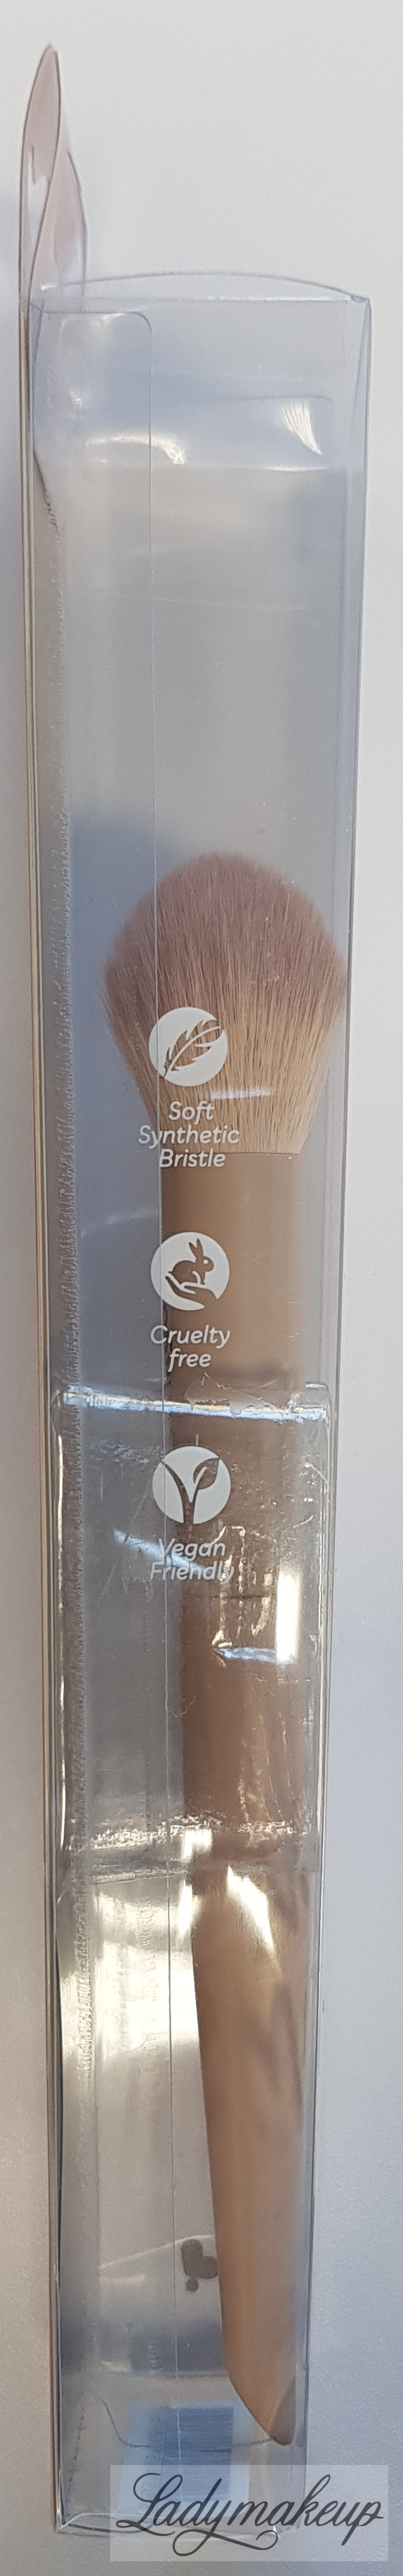 Soft
Synthetic
Bristle
Cruelty
free
Vegan
Friendly
Ladymakeup